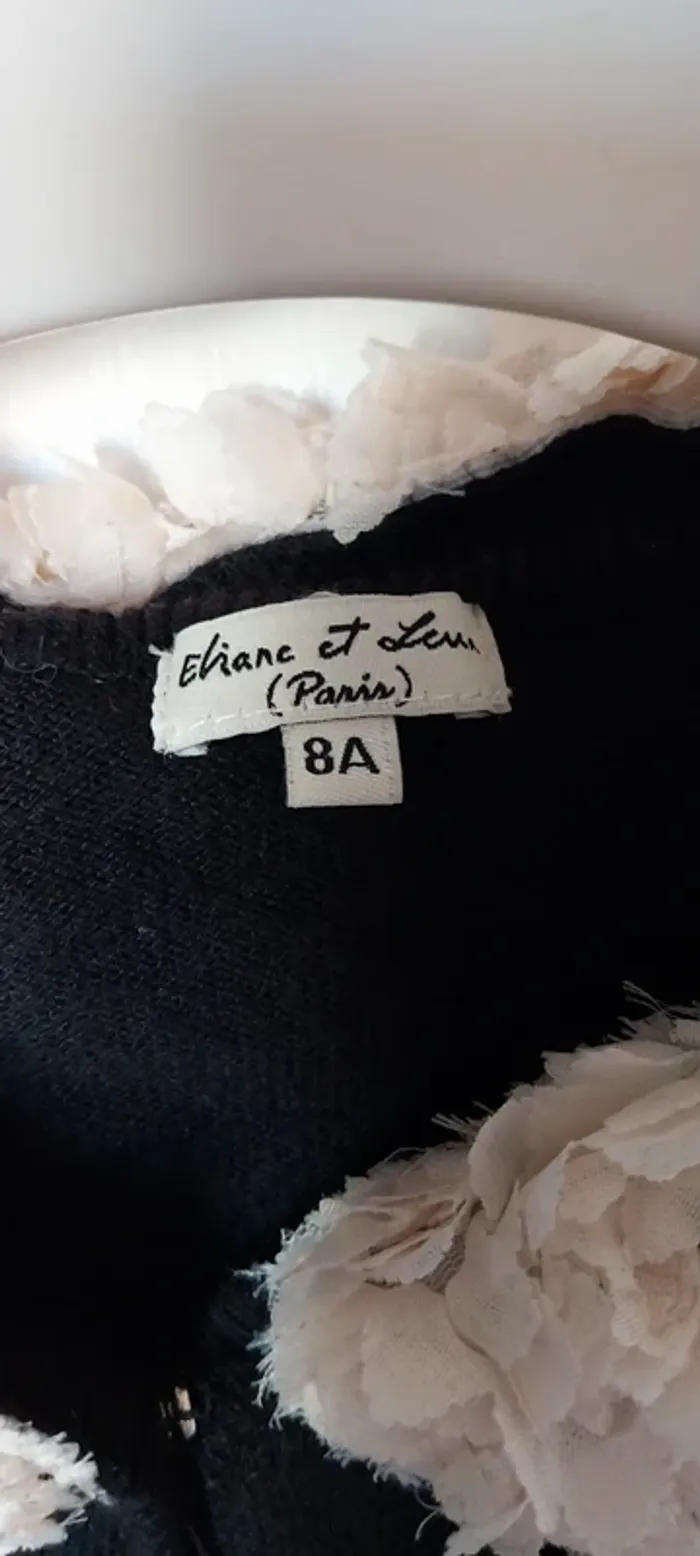 Eliane et Lena
(Paris)
8A